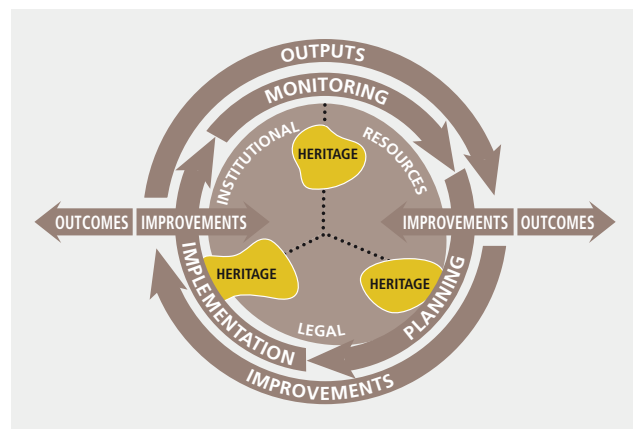 OUTPUTS
MONITORING
INSTITUTIONAL
RESOURCES
HERITAGE
OUTCOMES
IMPROVEMENTS
IMPROVEMENTS
OUTCOMES
HERITAGE
HERITAGE
IMPLEMENTATION
PLANNING
LEGAL
IMPROVEMENTS